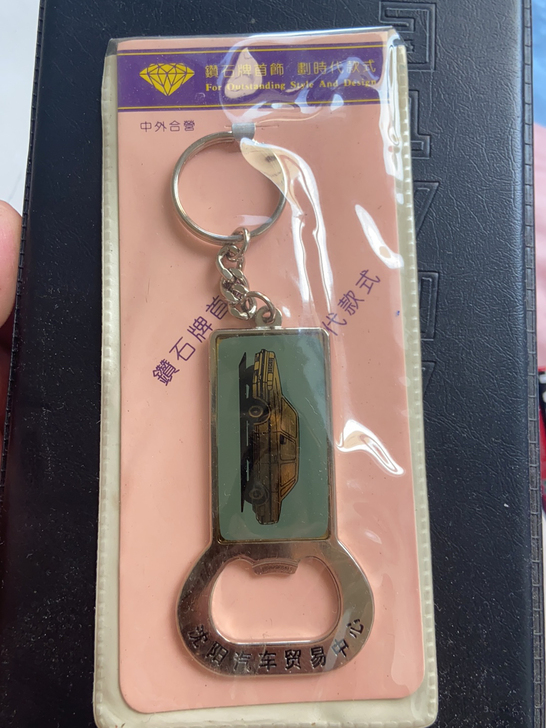 鑽石牌首飾 劃時代款式
For Outstanding Style And Design
中外合營
鑽石牌首
代款式
沈阳汽车贸易中心